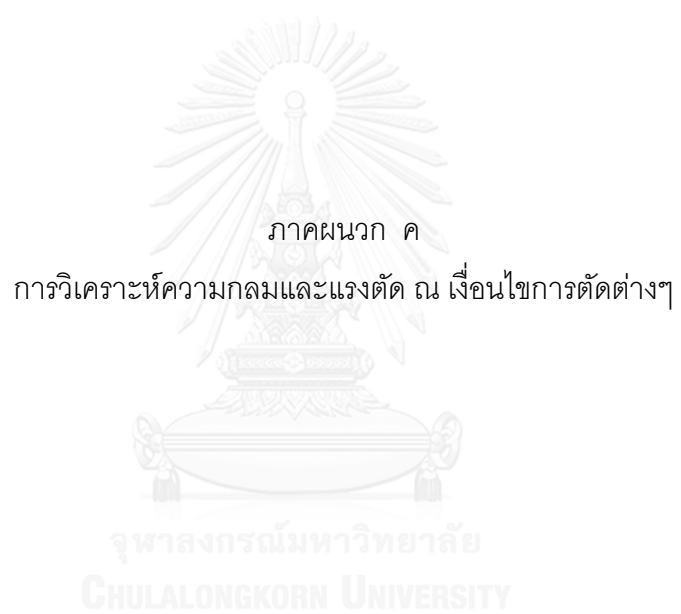 ภาคผนวก ค
การวิเคราะห์ความกลมและแรงตัด ณ เงื่อนไขการตัดต่างๆ
จุฬาลงกรณ์มหาวิทยาลัย
CHULALONGKORN UNIVERSITY